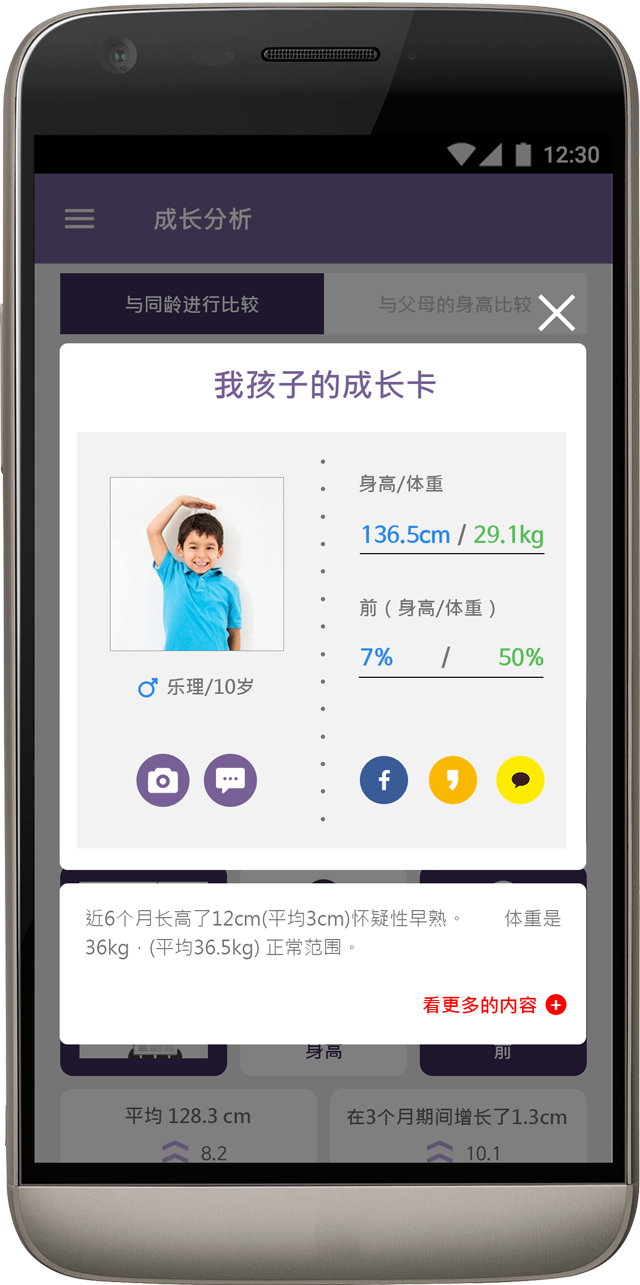 12:30
成长分析
与同龄进行比较
与父母的身高比较
我孩子的成长卡
身高/体重
136.5cm / 29.1kg
前（身高/体重）
7% / 50%
乐理/10岁
近6个月长高了12cm(平均3cm)怀疑性早熟。 体重是
36kg，(平均36.5kg) 正常范围。
看更多的内容
身高
前
平均 128.3 cm
在3个月期间增长了1.3cm
8.2
10.1